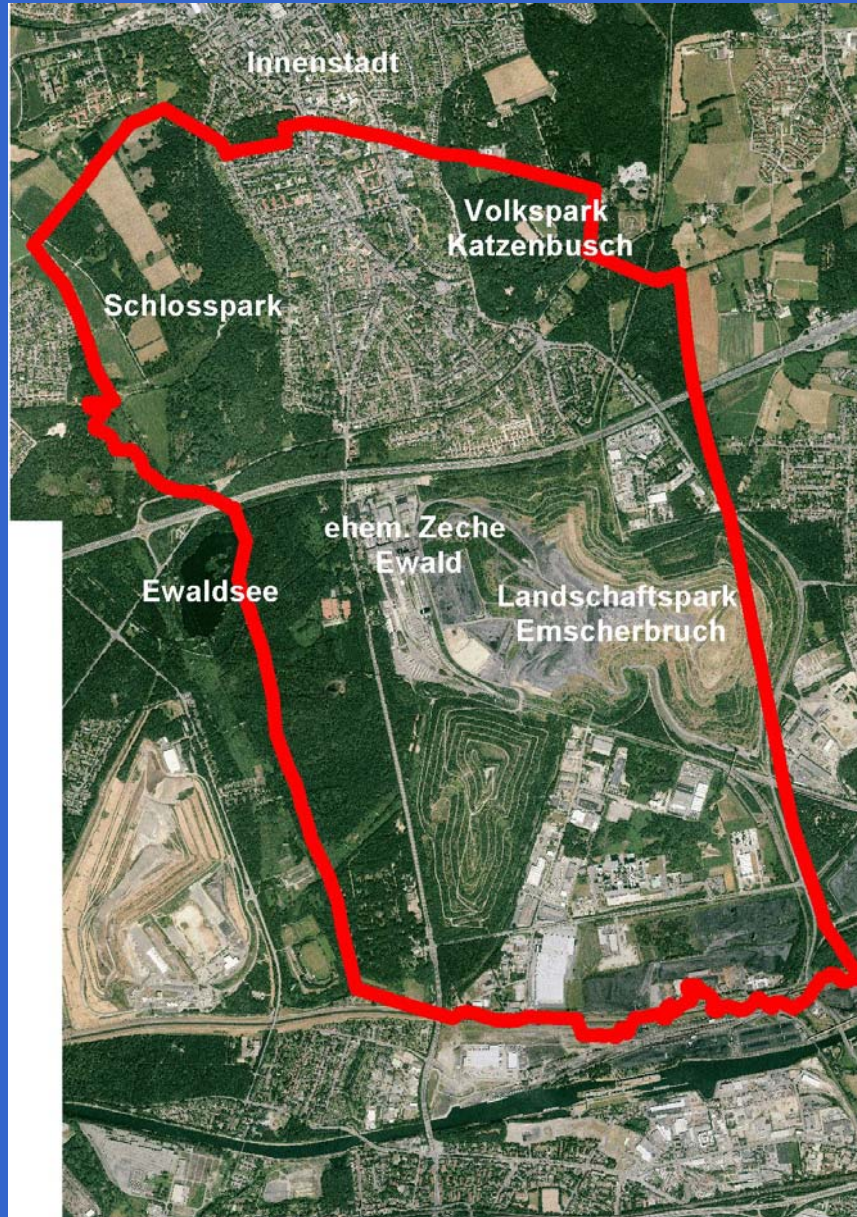 Innenstadt
Volkspark
Katzenbusch
Schlosspark
ehem. Zeche
Ewald
Ewaldsee
Landschaftspark
Emscherbruch